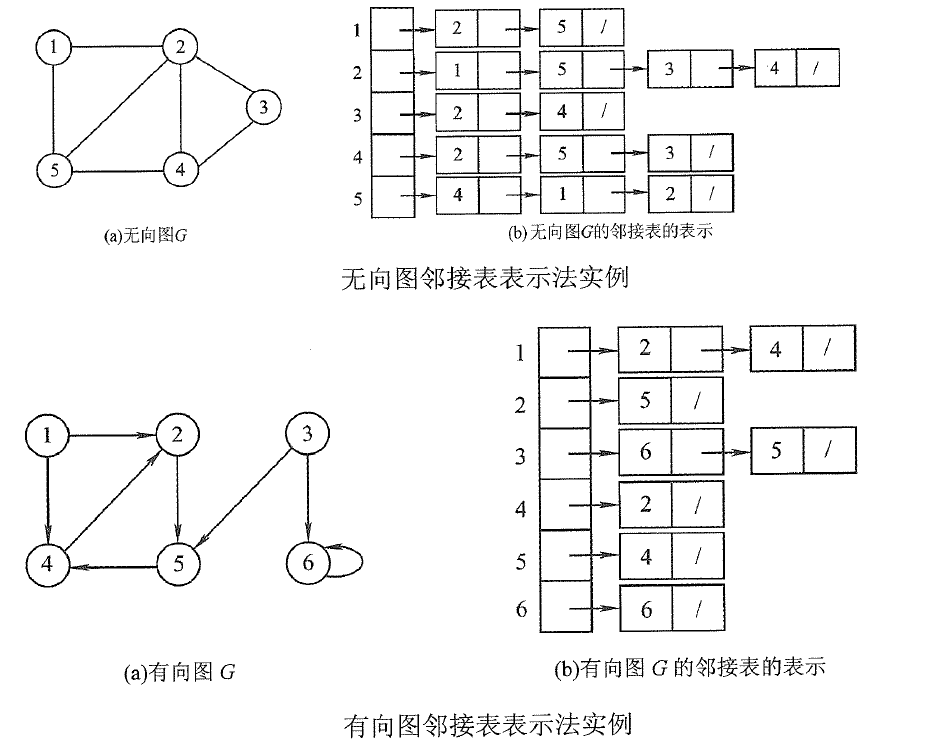 1 2 5 /
2 1 5 3 4 /
3 2 4 /
4 2 5 3 /
5 4 1 2 /
1 2
3
5 4
(a)无向图G
(b)无向图G的邻接表的表示
无向图邻接表表示法实例
1 2 4 /
2 5 /
3 6 5 /
4 2 /
5 4 /
6 6 /
1 2 3
4 5 6
(a)有向图 G
(b)有向图 G 的邻接表的表示
有向图邻接表表示法实例